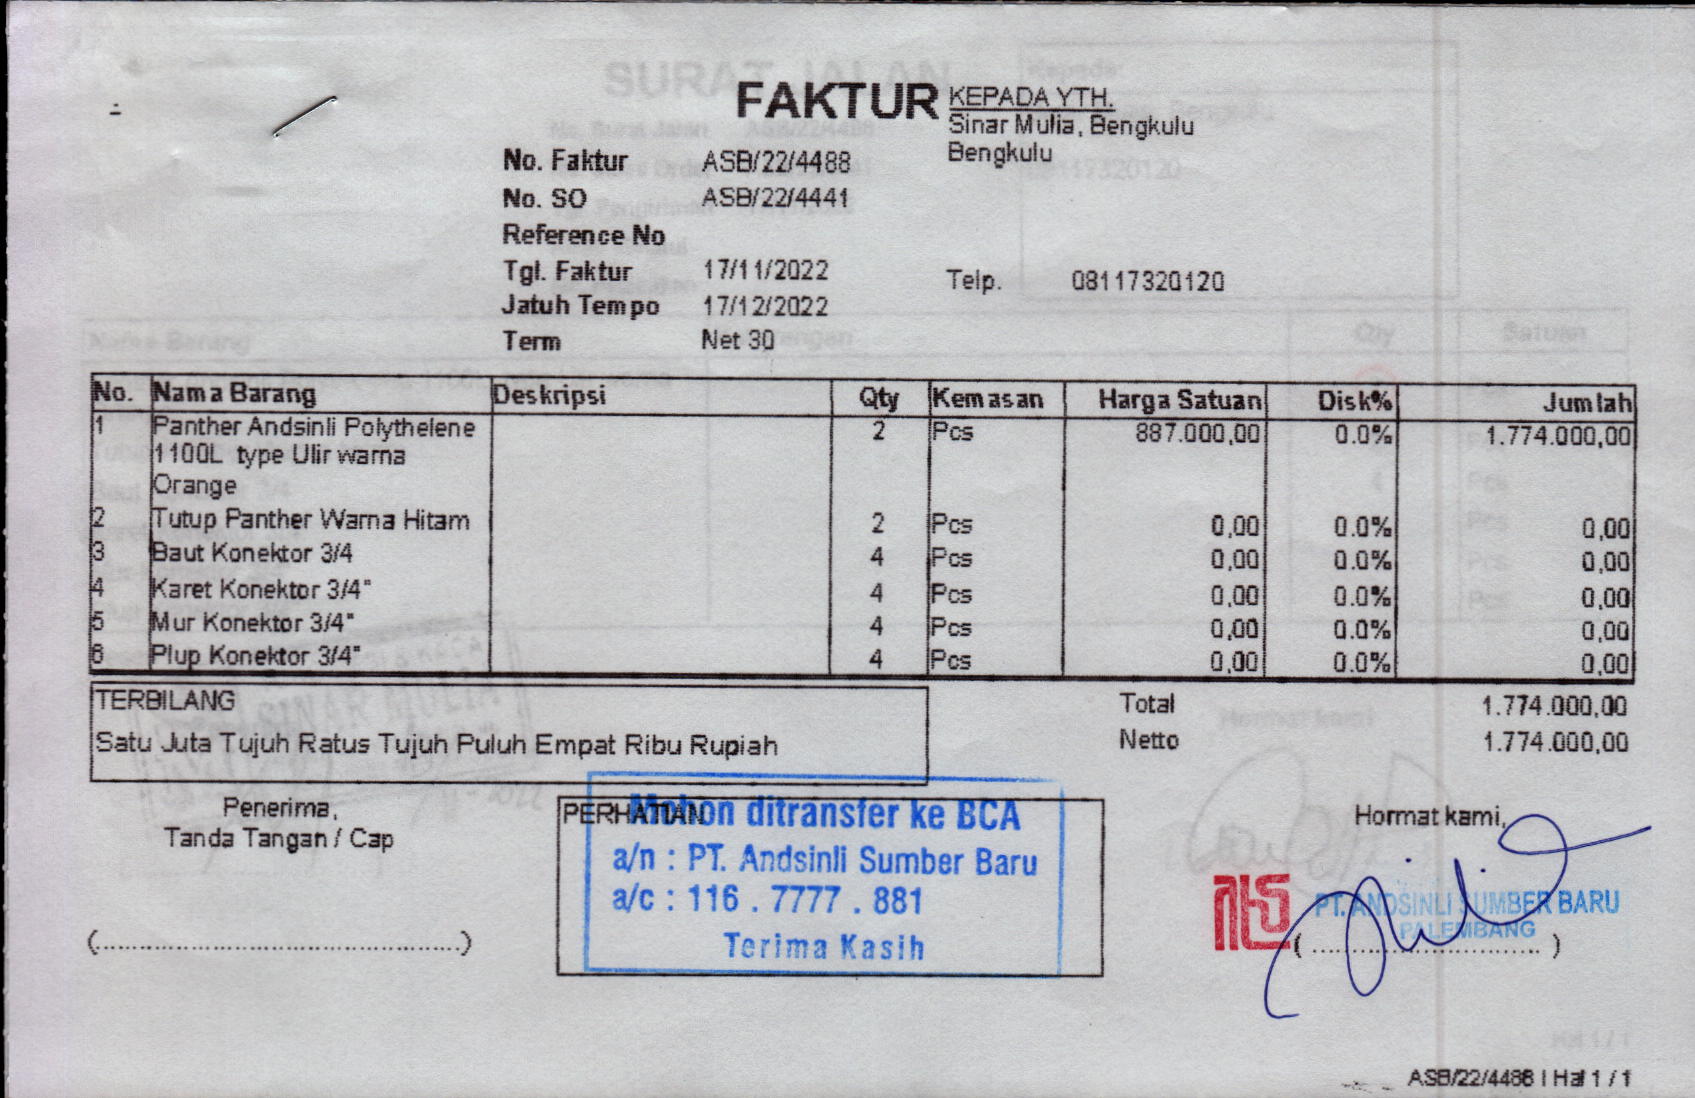 FAKTUR
KEPADA YTH.
Sinar Mulia, Bengkulu
Bengkulu
No. Faktur ASB/22/4488
No. SO ASB/22/4441
Reference No
Tgl. Faktur 17/11/2022
Telp. 08117320120
Jatuh Tempo 17/12/2022
Term Net 30
No. Nama Barang Deskripsi Qty Kemasan Harga Satuan Disk% Jumlah
1 Panther Andsinli Polythelene 2 Pcs 887.000,00 0.0% 1.774.000,00
1100L type Ulir warna
Orange
2 Tutup Panther Warna Hitam 2 Pcs 0,00 0.0% 0,00
3 Baut Konektor 3/4 4 Pcs 0,00 0.0% 0,00
4 Karet Konektor 3/4" 4 Pcs 0,00 0.0% 0,00
5 Mur Konektor 3/4" 4 Pcs 0,00 0.0% 0,00
6 Plup Konektor 3/4" 4 Pcs 0,00 0.0% 0,00
TERBILANG
Satu Juta Tujuh Ratus Tujuh Puluh Empat Ribu Rupiah
Total 1.774.000,00
Netto 1.774.000,00
Penerima,
Tanda Tangan / Cap
(............................................)
PERHATIAN
Mohon ditransfer ke BCA
a/n : PT. Andsinli Sumber Baru
a/c : 116 . 7777 . 881
Terima Kasih
Hormat kami,
PT. ANDSINLI SUMBER BARU
PALEMBANG
( ............................ )
ASB/22/4488 | Hal 1 / 1